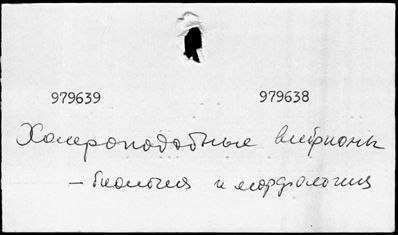 979639 979638
Холероподобные вибрионы
– биология и морфология